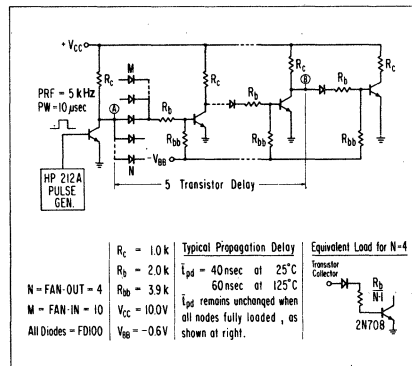 +VCC
Rc
M
Rc
Rc
B
Rc
PRF = 5 kHz
PW = 10 μsec
A
Rb
Rb
Rb
Rbb
Rbb
Rbb
N
-VBB
HP 212A
PULSE
GEN.
5 Transistor Delay
N = FAN-OUT = 4
M = FAN-IN = 10
All Diodes = FD100
Rc = 1.0 k
Rb = 2.0 k
Rbb = 3.9 k
VCC = 10.0V
VBB = -0.6V
Typical Propagation Delay
t̄pd = 40 nsec at 25°C
60 nsec at 125°C
t̄pd remains unchanged when
all nodes fully loaded, as
shown at right.
Equivalent Load for N=4
Transistor
Collector
Rb
N-1
2N708